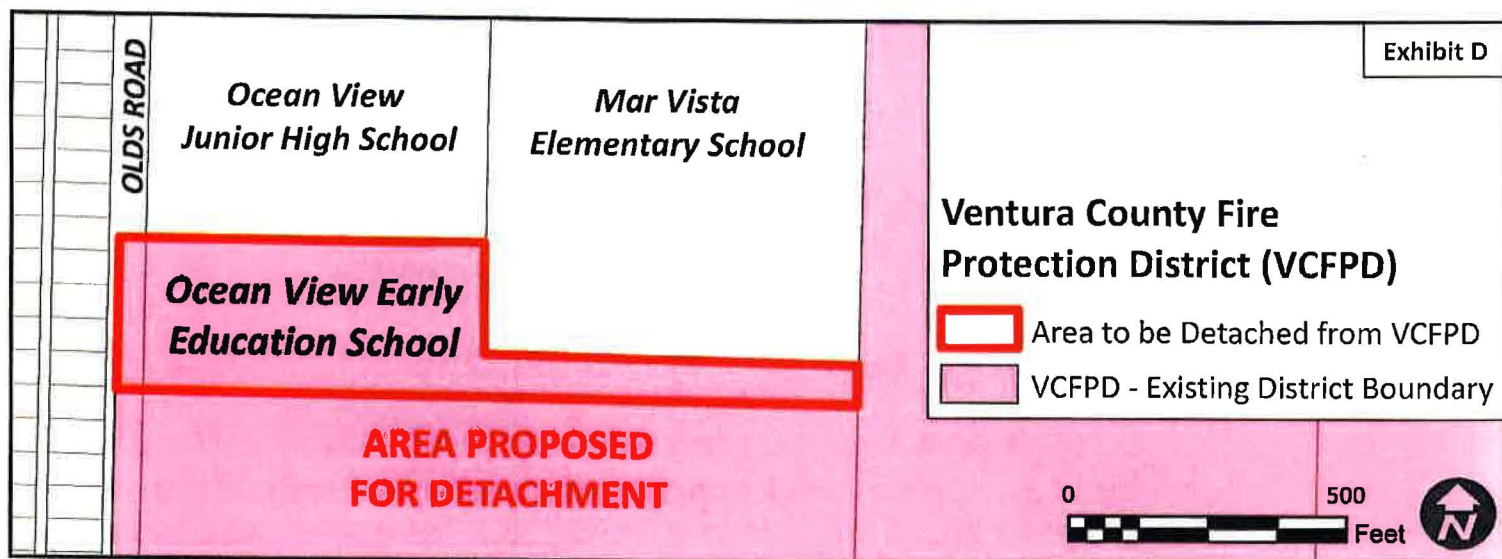 Exhibit D
OLDS ROAD
Ocean View
Junior High School
Mar Vista
Elementary School
Ocean View Early
Education School
AREA PROPOSED
FOR DETACHMENT
Ventura County Fire
Protection District (VCFPD)
Area to be Detached from VCFPD
VCFPD - Existing District Boundary
0 500
Feet
N